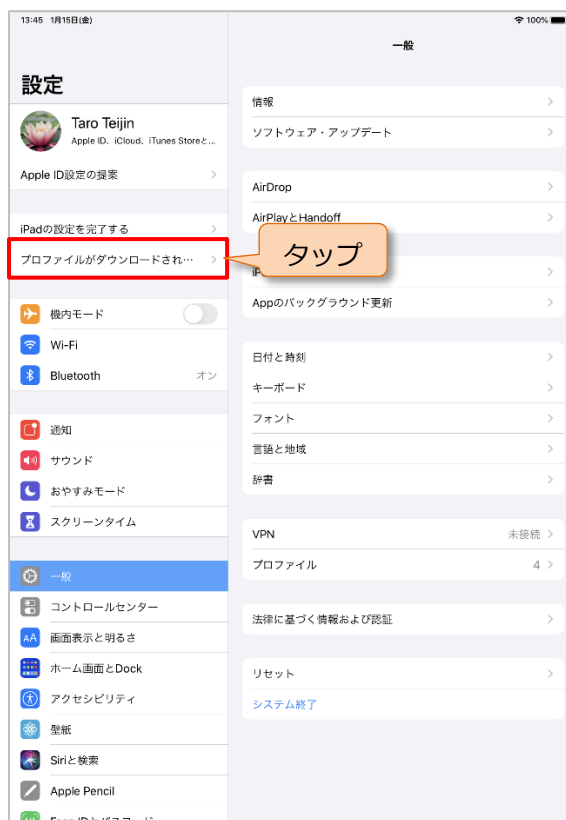 13:45 1月15日(金)
100%
設定
Taro Teijin
Apple ID、iCloud、iTunes Storeと...
Apple ID設定の提案
iPadの設定を完了する
プロファイルがダウンロードされ…
機内モード
Wi-Fi
Bluetooth オン
通知
サウンド
おやすみモード
スクリーンタイム
一般
コントロールセンター
AA 画面表示と明るさ
ホーム画面とDock
アクセシビリティ
壁紙
Siriと検索
Apple Pencil
一般
情報
ソフトウェア・アップデート
AirDrop
AirPlayとHandoff
タップ
Appのバックグラウンド更新
日付と時刻
キーボード
フォント
言語と地域
辞書
VPN 未接続
プロファイル 4
法律に基づく情報および認証
リセット
システム終了